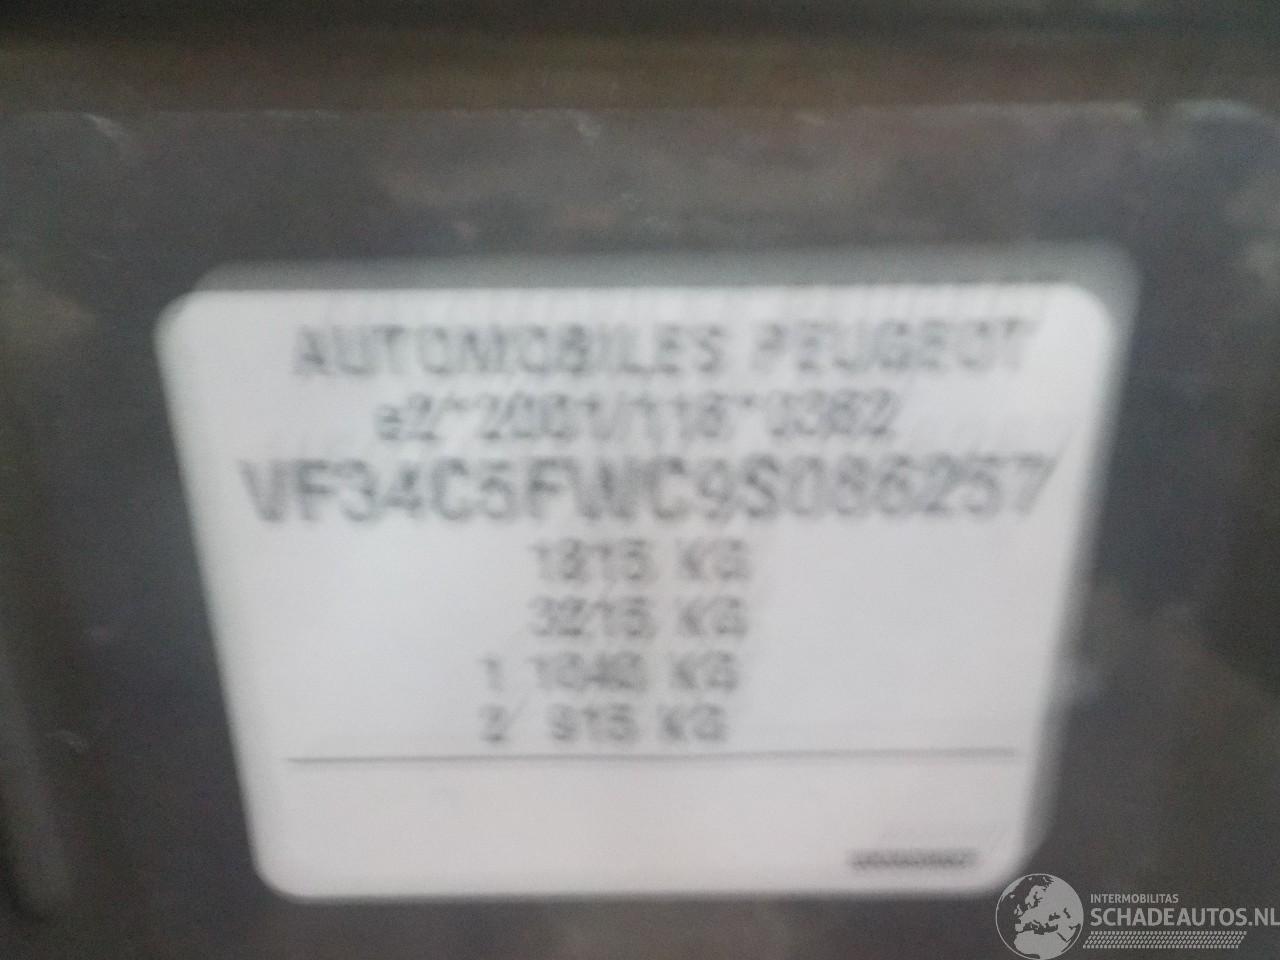 AUTOMOBILES PEUGEOT
e2*2001/116*0362
VF34C5FWC9S086257
1815 KG
3215 KG
1 1040 KG
2 915 KG
INTERMOBILITAS
SCHADEAUTOS.NL